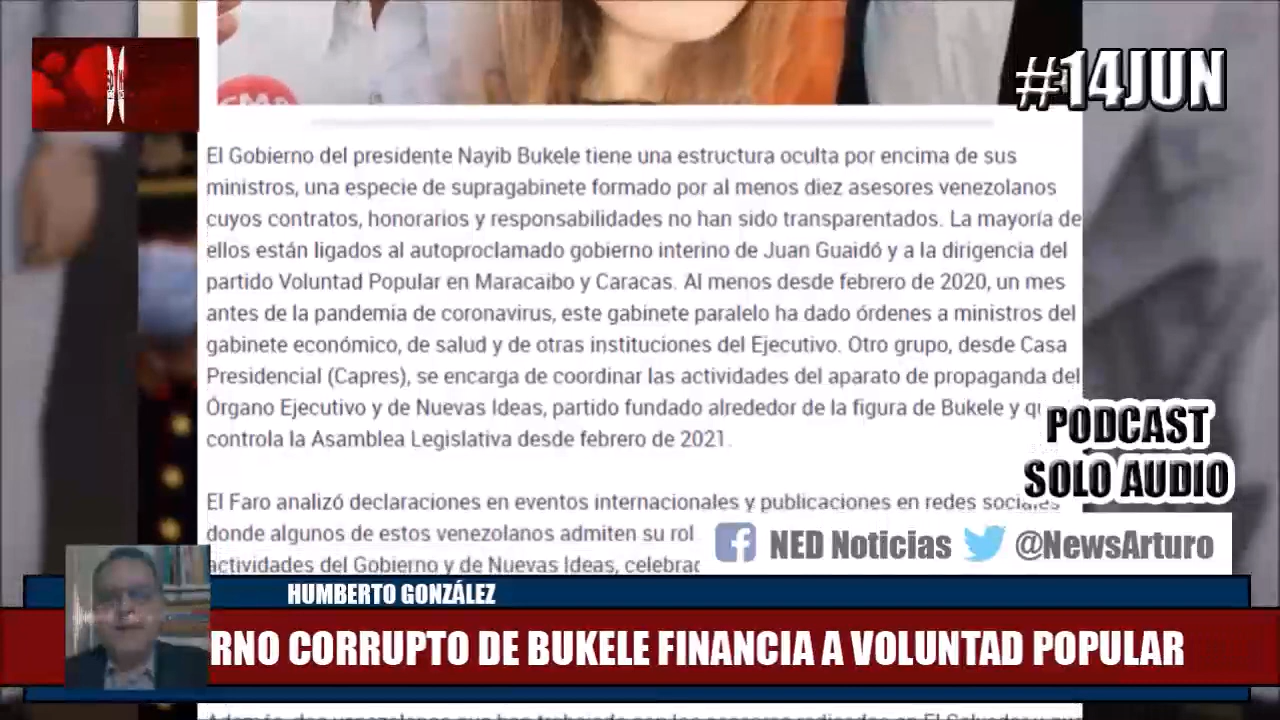 #14JUN
El Gobierno del presidente Nayib Bukele tiene una estructura oculta por encima de sus
ministros, una especie de supragabinete formado por al menos diez asesores venezolanos
cuyos contratos, honorarios y responsabilidades no han sido transparentados. La mayoría de
ellos están ligados al autoproclamado gobierno interino de Juan Guaidó y a la dirigencia del
partido Voluntad Popular en Maracaibo y Caracas. Al menos desde febrero de 2020, un mes
antes de la pandemia de coronavirus, este gabinete paralelo ha dado órdenes a ministros del
gabinete económico, de salud y de otras instituciones del Ejecutivo. Otro grupo, desde Casa
Presidencial (Capres), se encarga de coordinar las actividades del aparato de propaganda del
Órgano Ejecutivo y de Nuevas Ideas, partido fundado alrededor de la figura de Bukele y
controla la Asamblea Legislativa desde febrero de 2021.
PODCAST
SOLO AUDIO
El Faro analizó declaraciones en eventos internacionales y publicaciones en redes sociales
donde algunos de estos venezolanos admiten su rol
actividades del Gobierno y de Nuevas Ideas,
NED Noticias @NewsArturo
HUMBERTO GONZÁLEZ
RNO CORRUPTO DE BUKELE FINANCIA A VOLUNTAD POPULAR